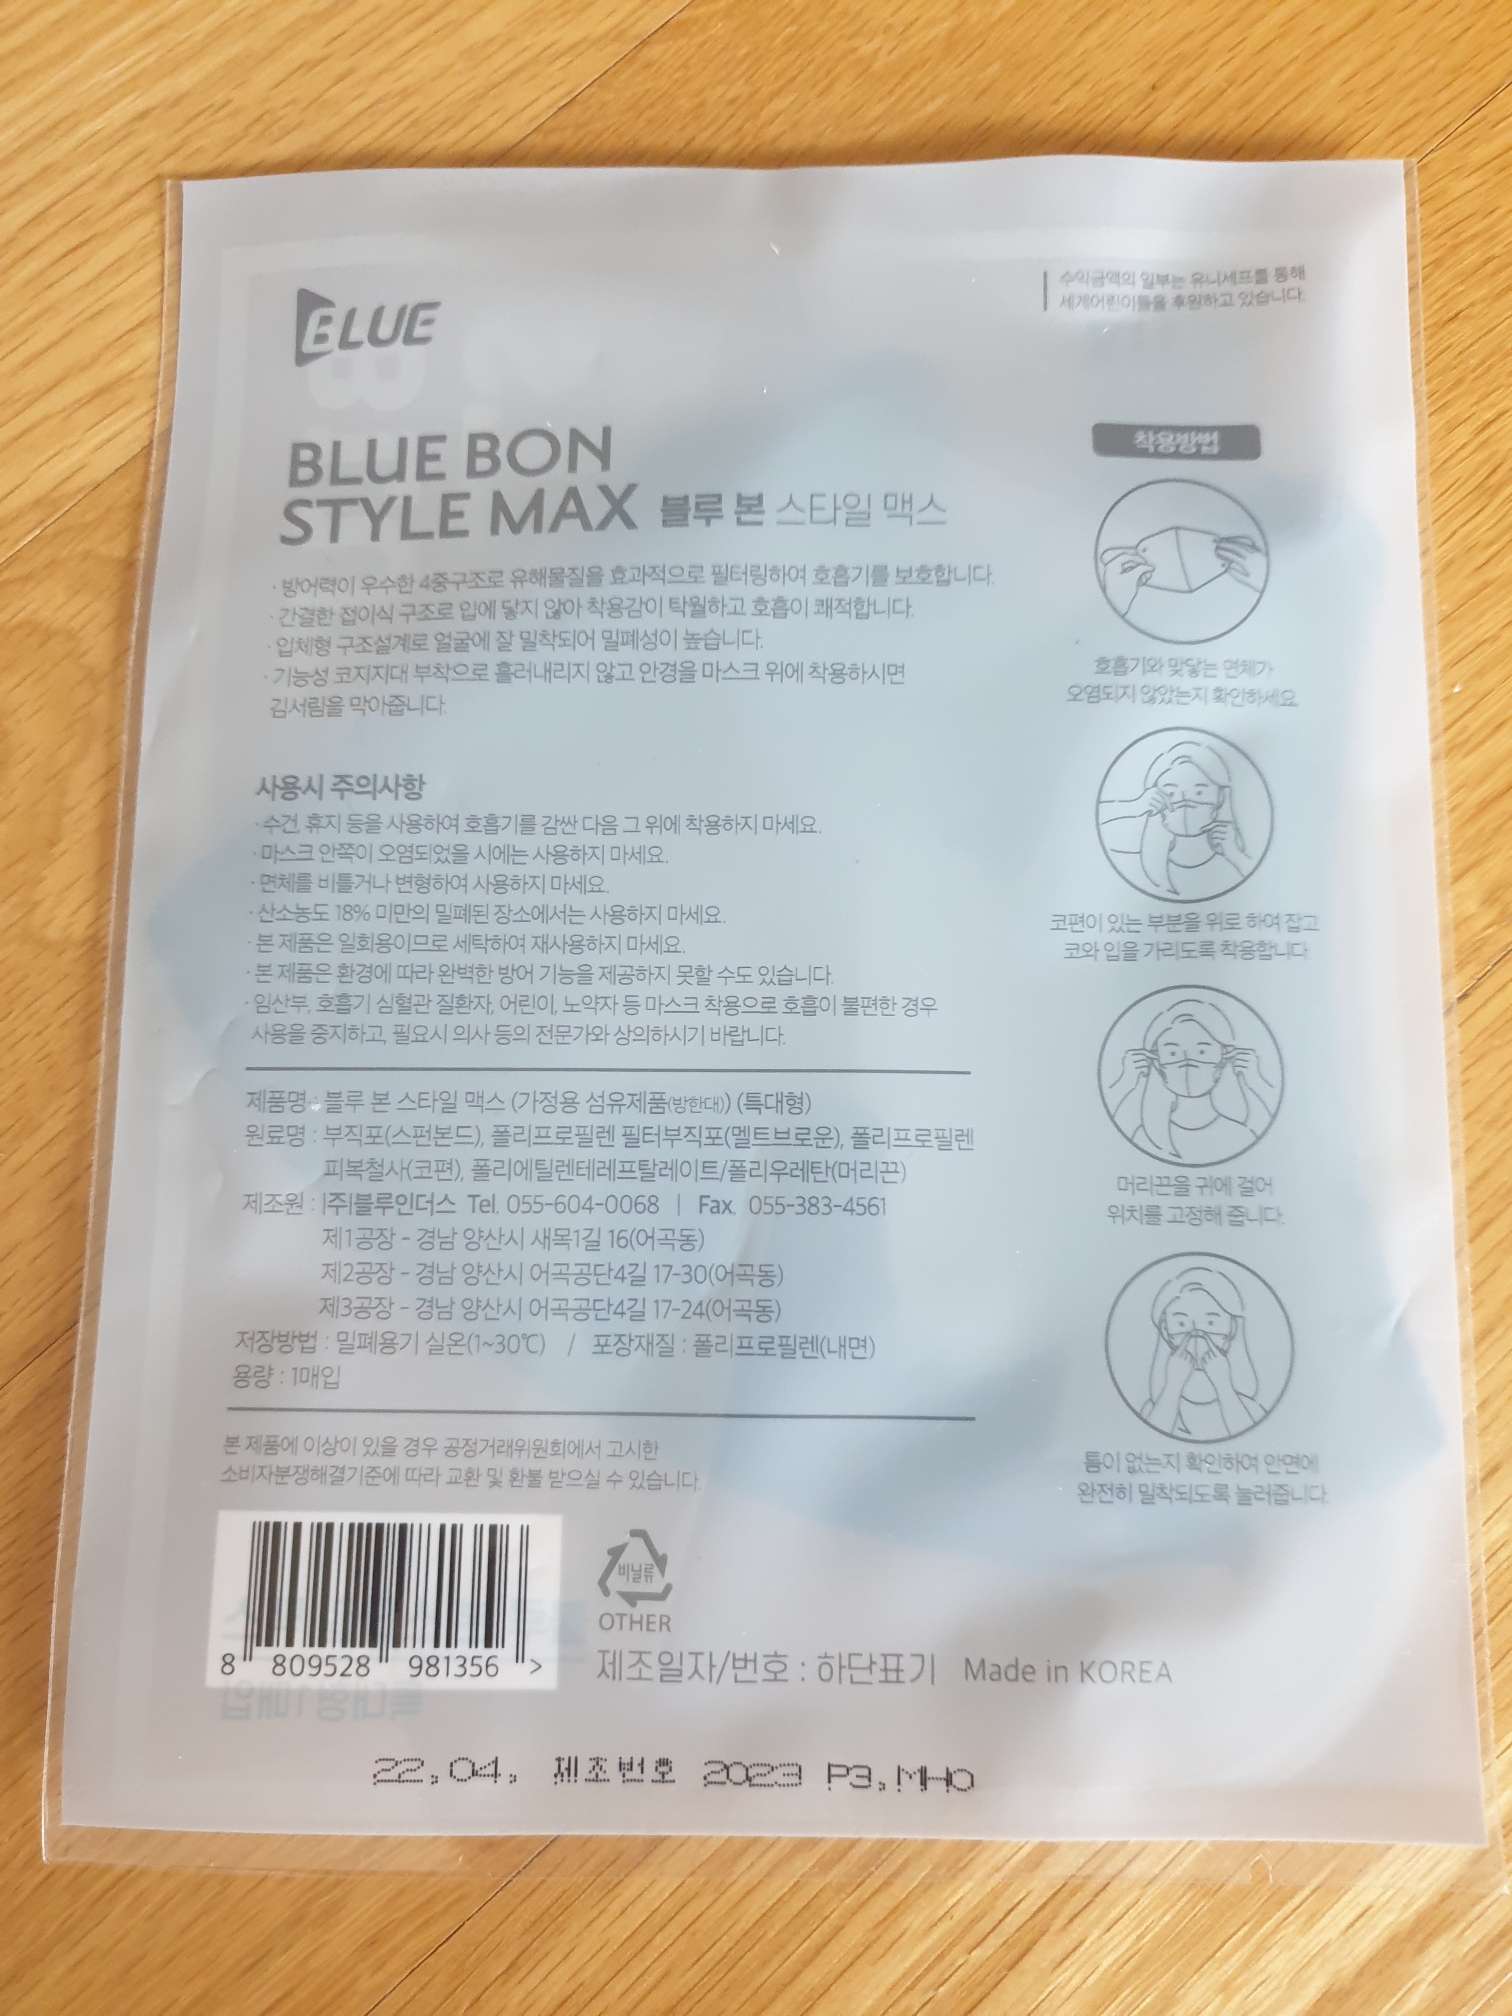 BLUE
수익금액의 일부는 유니세프를 통해
세계어린이들을 후원하고 있습니다.
BLUE BON
STYLE MAX 블루 본 스타일 맥스
· 방어력이 우수한 4중구조로 유해물질을 효과적으로 필터링하여 호흡기를 보호합니다.
· 간결한 접이식 구조로 입에 닿지 않아 착용감이 탁월하고 호흡이 쾌적합니다.
· 입체형 구조설계로 얼굴에 잘 밀착되어 밀폐성이 높습니다.
· 기능성 코지지대 부착으로 흘러내리지 않고 안경을 마스크 위에 착용하시면
김서림을 막아줍니다.
사용시 주의사항
· 수건, 휴지 등을 사용하여 호흡기를 감싼 다음 그 위에 착용하지 마세요.
· 마스크 안쪽이 오염되었을 시에는 사용하지 마세요.
· 면체를 비틀거나 변형하여 사용하지 마세요.
· 산소농도 18% 미만의 밀폐된 장소에서는 사용하지 마세요.
· 본 제품은 일회용이므로 세탁하여 재사용하지 마세요.
· 본 제품은 환경에 따라 완벽한 방어 기능을 제공하지 못할 수도 있습니다.
· 임산부, 호흡기 심혈관 질환자, 어린이, 노약자 등 마스크 착용으로 호흡이 불편한 경우
사용을 중지하고, 필요시 의사 등의 전문가와 상의하시기 바랍니다.
제품명 : 블루 본 스타일 맥스 (가정용 섬유제품(방한대)) (특대형)
원료명 : 부직포(스펀본드), 폴리프로필렌 필터부직포(멜트브로운), 폴리프로필렌
피복철사(코편), 폴리에틸렌테레프탈레이트/폴리우레탄(머리끈)
제조원 : |주|블루인더스 Tel. 055-604-0068 | Fax. 055-383-4561
제1공장 - 경남 양산시 새목1길 16(어곡동)
제2공장 - 경남 양산시 어곡공단4길 17-30(어곡동)
제3공장 - 경남 양산시 어곡공단4길 17-24(어곡동)
저장방법 : 밀폐용기 실온(1~30℃) / 포장재질 : 폴리프로필렌(내면)
용량 : 1매입
본 제품에 이상이 있을 경우 공정거래위원회에서 고시한
소비자분쟁해결기준에 따라 교환 및 환불 받으실 수 있습니다.
8 809528 981356 >
비닐류
OTHER
제조일자/번호 : 하단표기 Made in KOREA
22.04. 제조번호 2023 P3.MHO
착용방법
호흡기와 맞닿는 면체가
오염되지 않았는지 확인하세요.
코편이 있는 부분을 위로 하여 잡고
코와 입을 가리도록 착용합니다.
머리끈을 귀에 걸어
위치를 고정해 줍니다.
틈이 없는지 확인하여 안면에
완전히 밀착되도록 눌러줍니다.